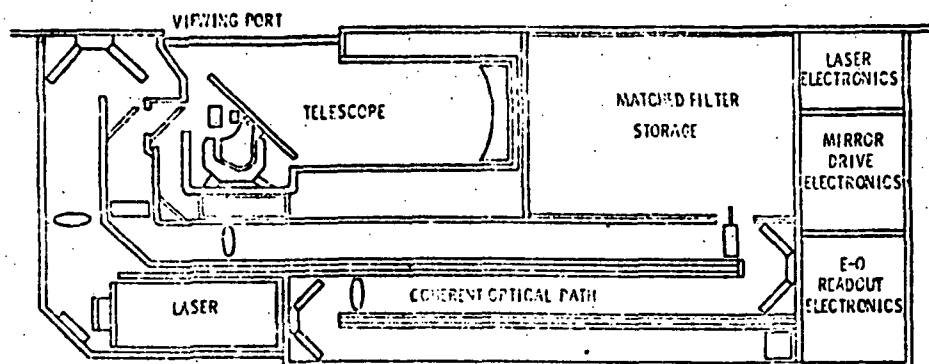 VIEWING PORT
TELESCOPE
MATCHED FILTER
STORAGE
LASER
ELECTRONICS
MIRROR
DRIVE
ELECTRONICS
E-O
READOUT
ELECTRONICS
LASER
COHERENT OPTICAL PATH